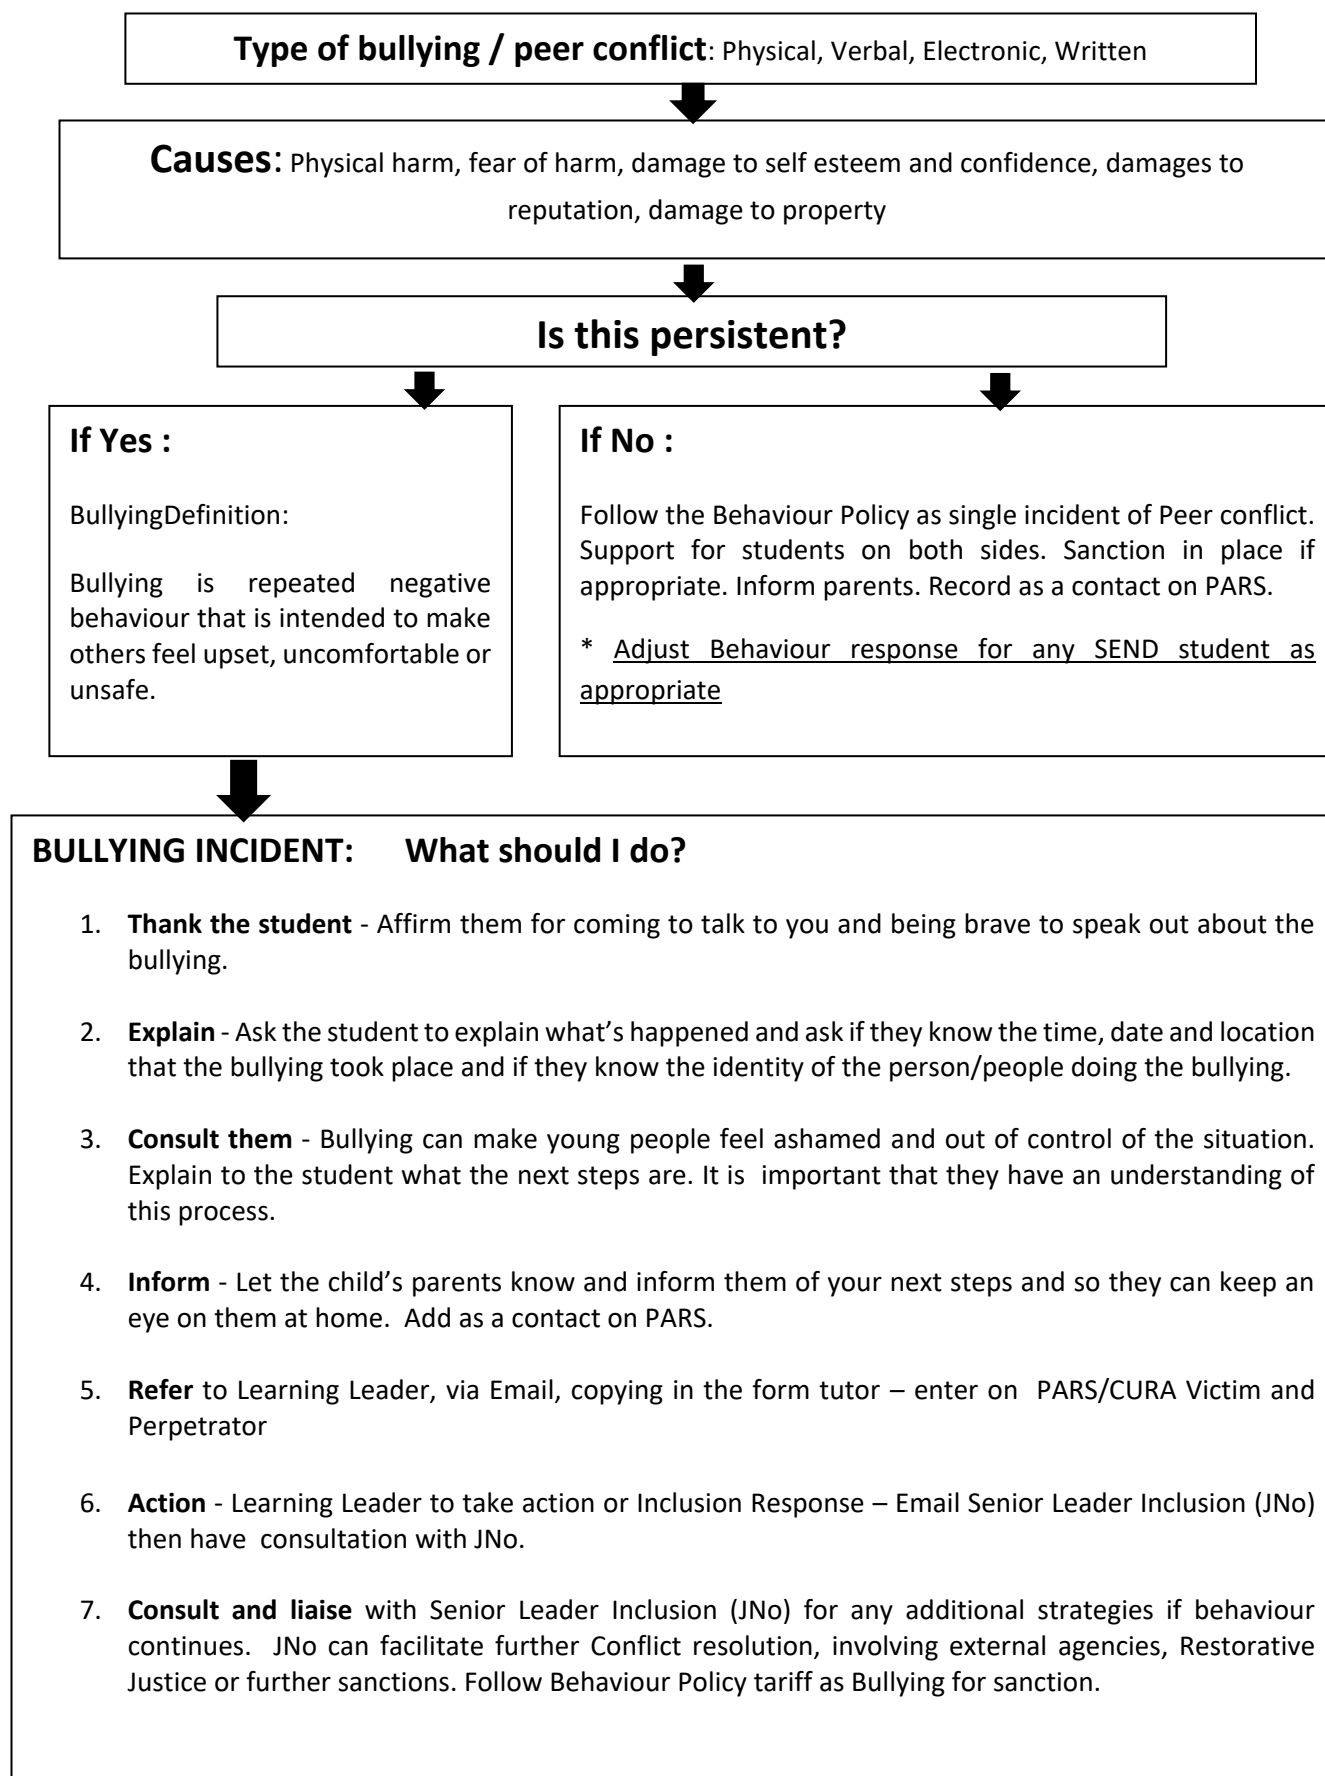 Type of bullying / peer conflict: Physical, Verbal, Electronic, Written
Causes: Physical harm, fear of harm, damage to self esteem and confidence, damages to
reputation, damage to property
Is this persistent?
If Yes :
BullyingDefinition:
Bullying is repeated negative
behaviour that is intended to make
others feel upset, uncomfortable or
unsafe.
If No :
Follow the Behaviour Policy as single incident of Peer conflict.
Support for students on both sides. Sanction in place if
appropriate. Inform parents. Record as a contact on PARS.
* Adjust Behaviour response for any SEND student as
appropriate
BULLYING INCIDENT: What should I do?
1. Thank the student - Affirm them for coming to talk to you and being brave to speak out about the
bullying.
2. Explain - Ask the student to explain what's happened and ask if they know the time, date and location
that the bullying took place and if they know the identity of the person/people doing the bullying.
3. Consult them - Bullying can make young people feel ashamed and out of control of the situation.
Explain to the student what the next steps are. It is important that they have an understanding of
this process.
4. Inform - Let the child's parents know and inform them of your next steps and so they can keep an
eye on them at home. Add as a contact on PARS.
5. Refer to Learning Leader, via Email, copying in the form tutor – enter on PARS/CURA Victim and
Perpetrator
6. Action - Learning Leader to take action or Inclusion Response – Email Senior Leader Inclusion (JNo)
then have consultation with JNo.
7. Consult and liaise with Senior Leader Inclusion (JNo) for any additional strategies if behaviour
continues. JNo can facilitate further Conflict resolution, involving external agencies, Restorative
Justice or further sanctions. Follow Behaviour Policy tariff as Bullying for sanction.